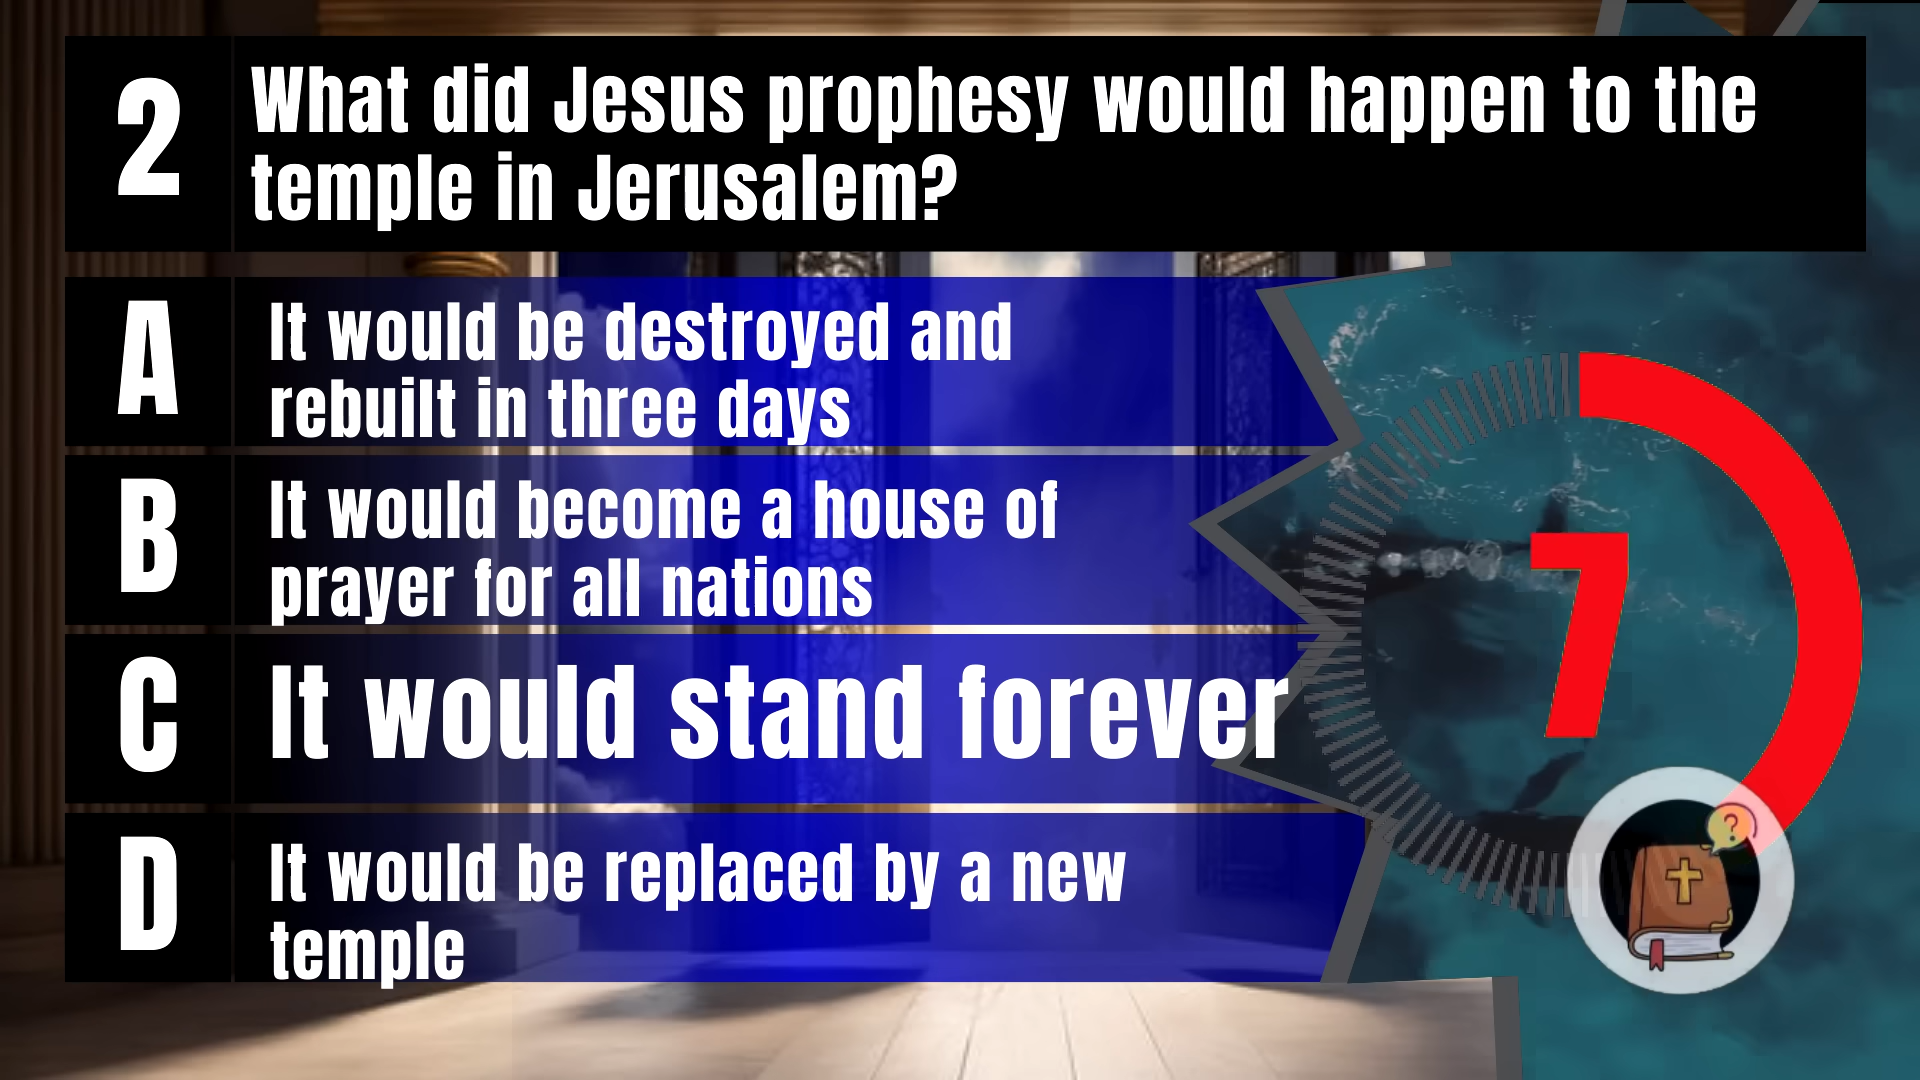 2
What did Jesus prophesy would happen to the
temple in Jerusalem?
A
It would be destroyed and
rebuilt in three days
B
It would become a house of
prayer for all nations
C
It would stand forever
D
It would be replaced by a new
temple
7
?